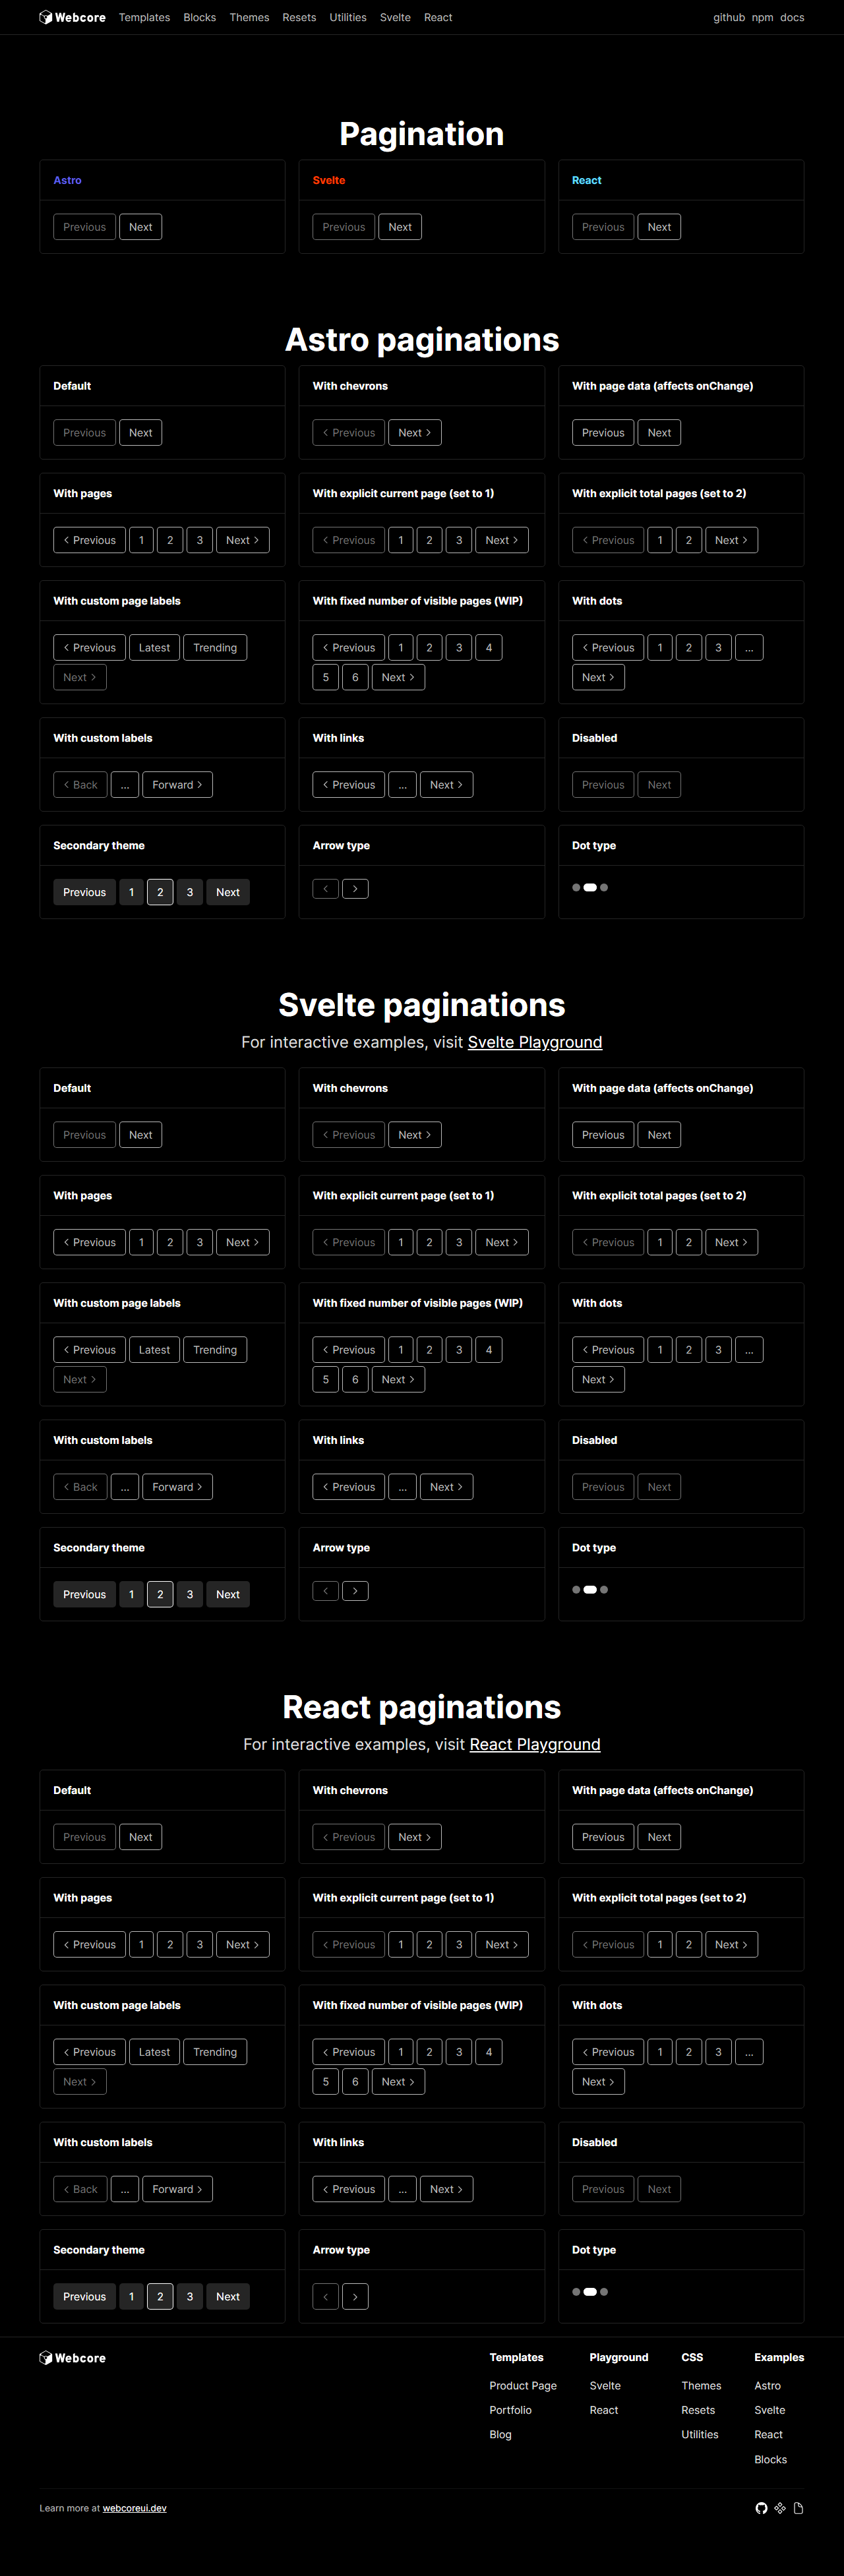 Webcore Templates Blocks Themes Resets Utilities Svelte React github npm docs
Pagination
Astro Svelte React
Previous Next Previous Next Previous Next
Astro paginations
Default With chevrons With page data (affects onChange)
Previous Next Previous Next Previous Next
With pages With explicit current page (set to 1) With explicit total pages (set to 2)
Previous 1 2 3 Next Previous 1 2 3 Next Previous 1 2 Next
With custom page labels With fixed number of visible pages (WIP) With dots
Previous Latest Trending Previous 1 2 3 4 Previous 1 2 3 ...
Next 5 6 Next Next
With custom labels With links Disabled
Back ... Forward Previous ... Next Previous Next
Secondary theme Arrow type Dot type
Previous 1 2 3 Next
Svelte paginations
For interactive examples, visit Svelte Playground
Default With chevrons With page data (affects onChange)
Previous Next Previous Next Previous Next
With pages With explicit current page (set to 1) With explicit total pages (set to 2)
Previous 1 2 3 Next Previous 1 2 3 Next Previous 1 2 Next
With custom page labels With fixed number of visible pages (WIP) With dots
Previous Latest Trending Previous 1 2 3 4 Previous 1 2 3 ...
Next 5 6 Next Next
With custom labels With links Disabled
Back ... Forward Previous ... Next Previous Next
Secondary theme Arrow type Dot type
Previous 1 2 3 Next
React paginations
For interactive examples, visit React Playground
Default With chevrons With page data (affects onChange)
Previous Next Previous Next Previous Next
With pages With explicit current page (set to 1) With explicit total pages (set to 2)
Previous 1 2 3 Next Previous 1 2 3 Next Previous 1 2 Next
With custom page labels With fixed number of visible pages (WIP) With dots
Previous Latest Trending Previous 1 2 3 4 Previous 1 2 3 ...
Next 5 6 Next Next
With custom labels With links Disabled
Back ... Forward Previous ... Next Previous Next
Secondary theme Arrow type Dot type
Previous 1 2 3 Next
Webcore Templates Playground CSS Examples
Product Page Svelte Themes Astro
Portfolio React Resets Svelte
Blog Utilities React
Blocks
Learn more at webcoreui.dev